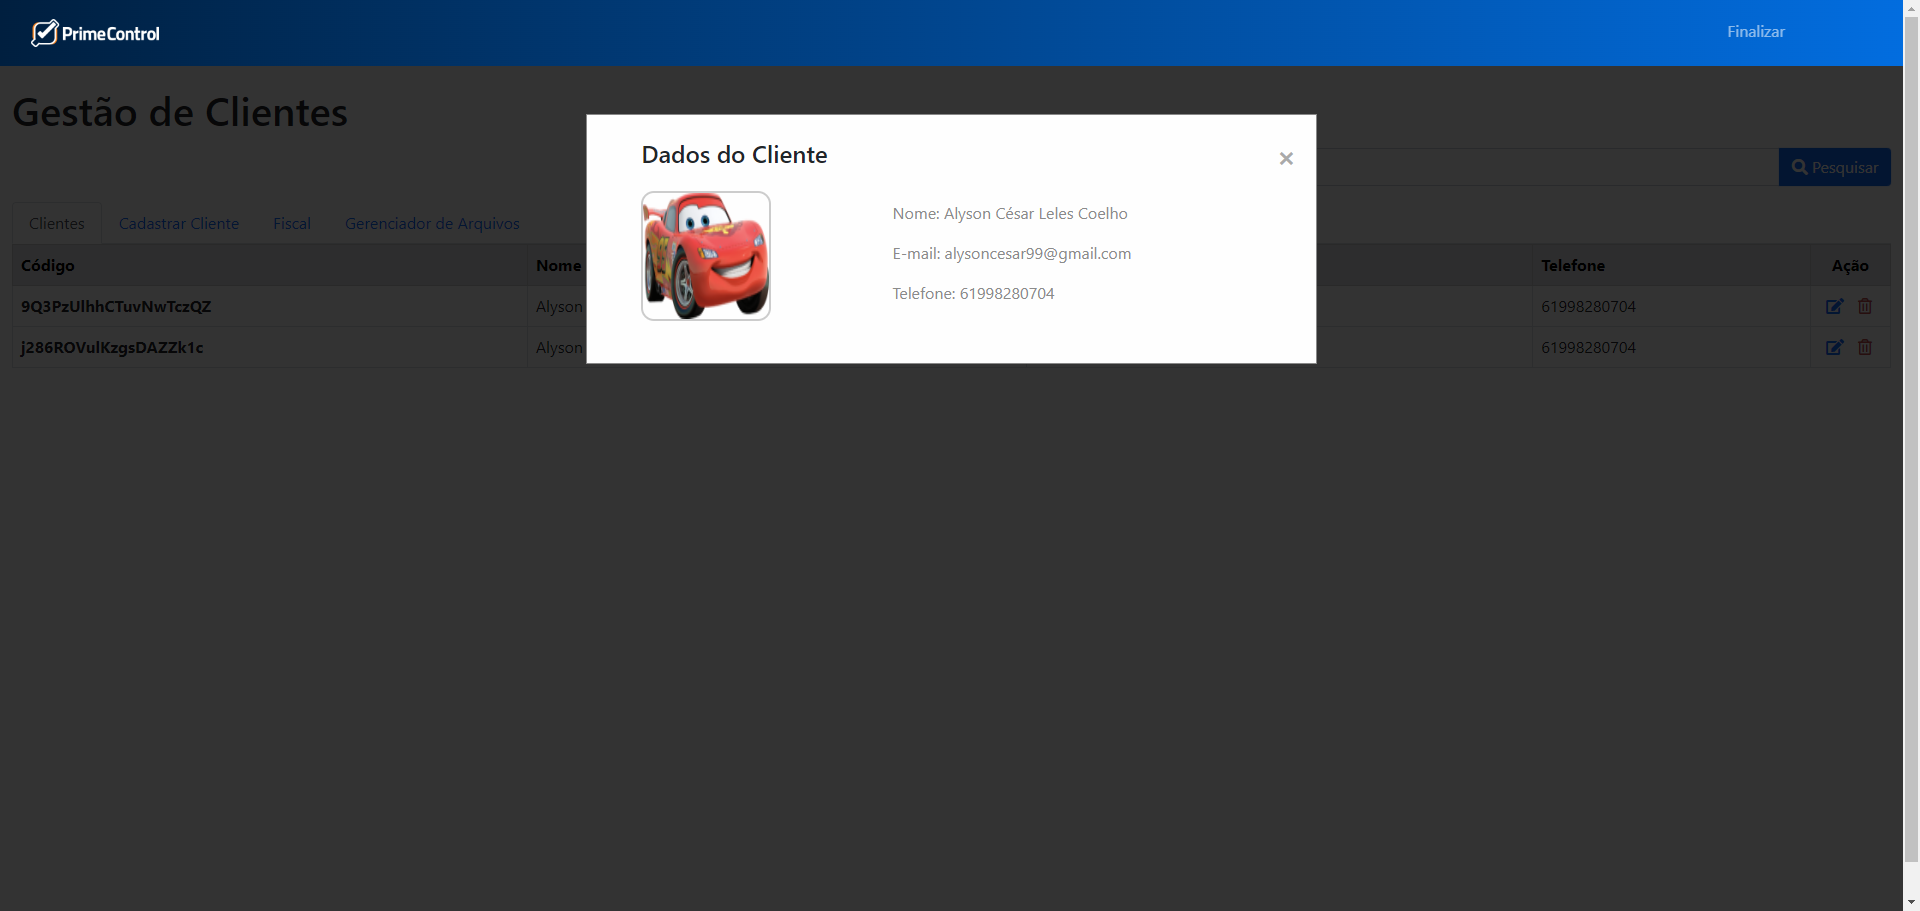 PrimeControl
Finalizar
Gestão de Clientes
Dados do Cliente
×
Pesquisar
Nome: Alyson César Leles Coelho
E-mail: alysoncesar99@gmail.com
Telefone: 61998280704
Clientes Cadastrar Cliente Fiscal Gerenciador de Arquivos
Código Nome Telefone Ação
9Q3PzUlhhCTuvNwTczQZ Alyson 61998280704
j286ROVulKzgsDAZZk1c Alyson 61998280704